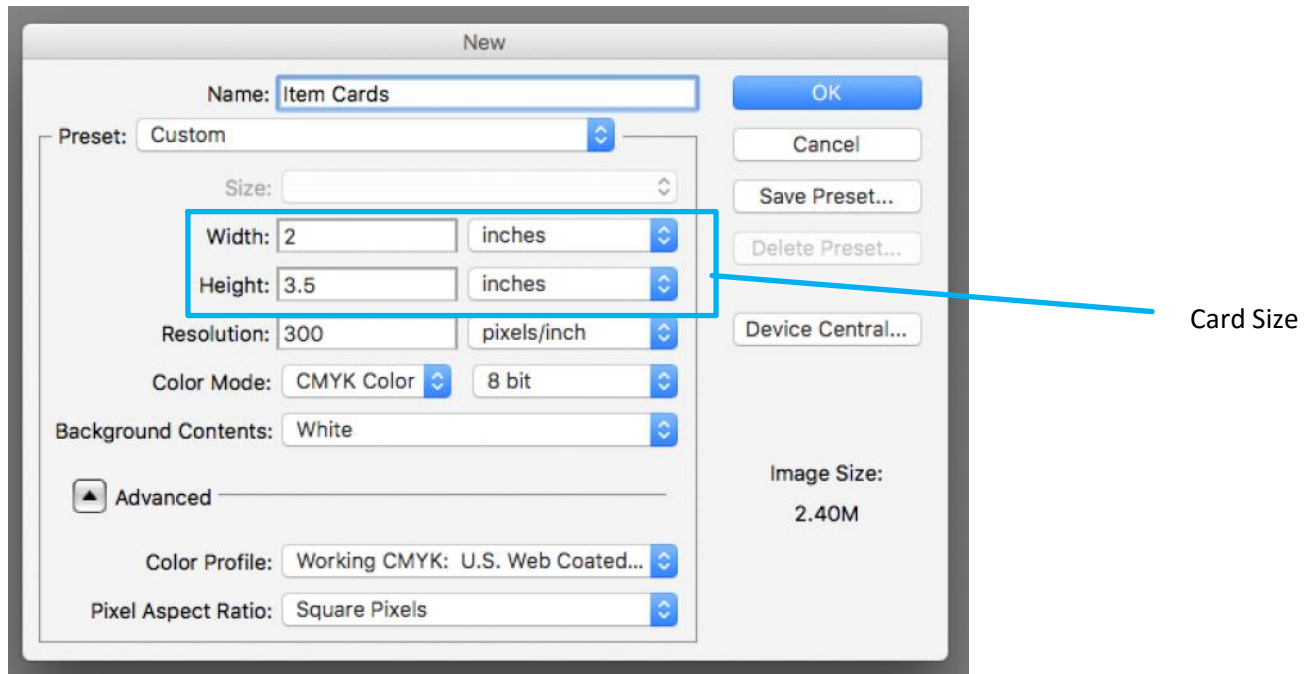 New
Name: Item Cards
OK
Preset: Custom
Cancel
Size:
Save Preset...
Width: 2 inches
Delete Preset...
Height: 3.5 inches
Resolution: 300 pixels/inch
Device Central...
Card Size
Color Mode: CMYK Color 8 bit
Background Contents: White
Image Size:
2.40M
Advanced
Color Profile: Working CMYK: U.S. Web Coated...
Pixel Aspect Ratio: Square Pixels